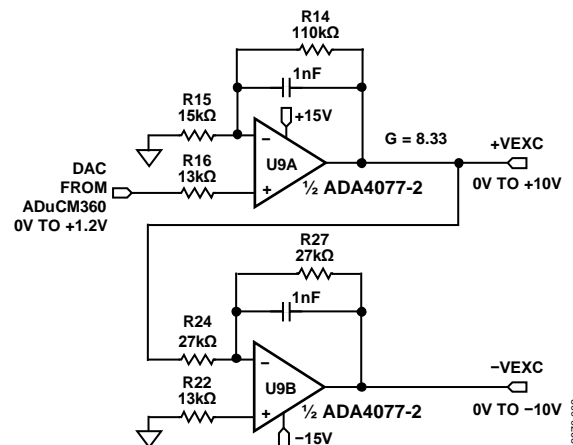 R14
110kΩ
1nF
R15
15kΩ
+15V
−
U9A
+
G = 8.33
+VEXC
0V TO +10V
½ ADA4077-2
R16
13kΩ
DAC
FROM
ADuCM360
0V TO +1.2V
R27
27kΩ
1nF
R24
27kΩ
−
U9B
+
−VEXC
0V TO −10V
½ ADA4077-2
R22
13kΩ
−15V